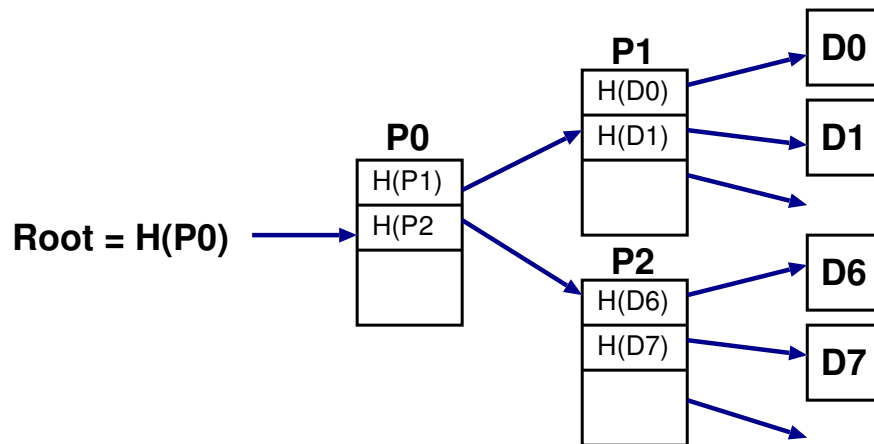 P0
P1
P2
D0
D1
D6
D7
Root = H(P0)
H(P1)
H(P2
H(D0)
H(D1)
H(D6)
H(D7)